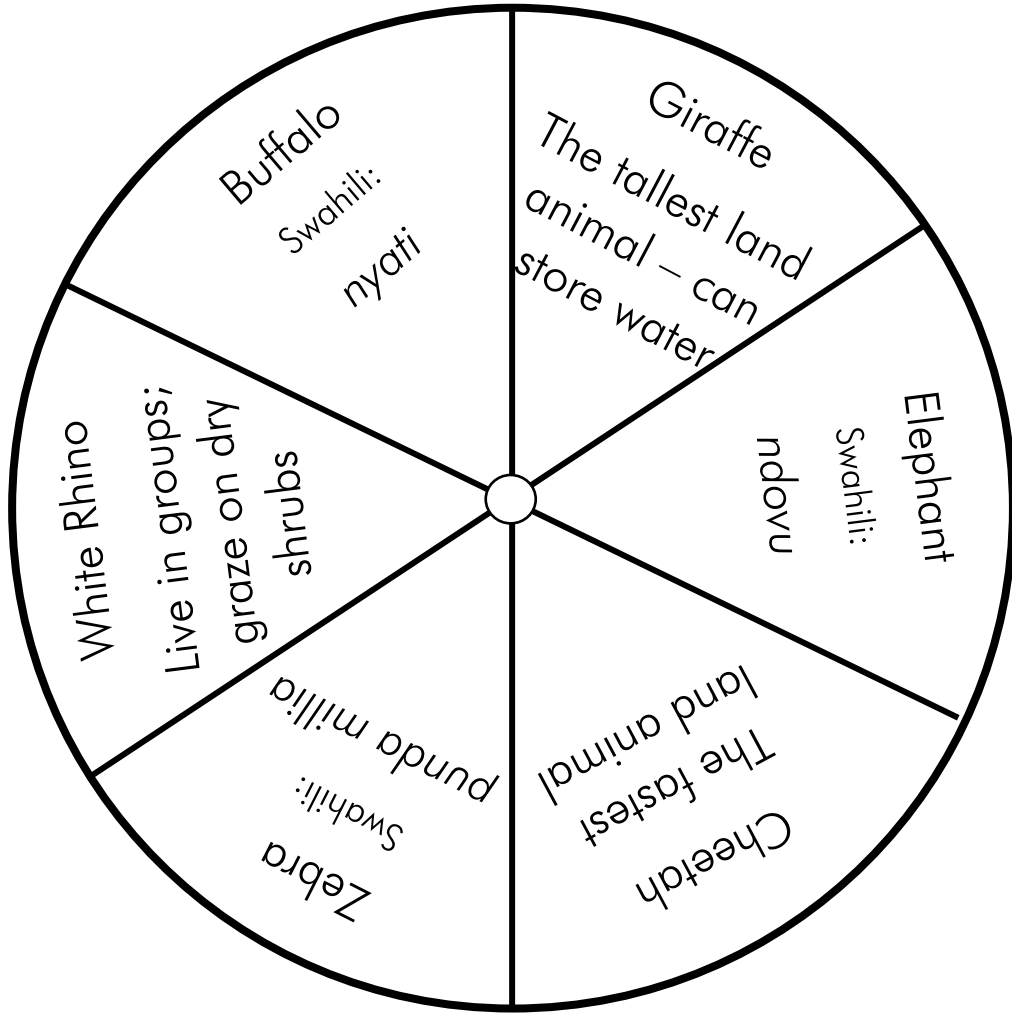 Giraffe
The tallest land
animal – can
store water
Elephant
Swahili:
ndovu
Cheetah
The fastest
land animal
Zebra
Swahili:
punda millia
White Rhino
Live in groups;
graze on dry
shrubs
Buffalo
Swahili:
nyati